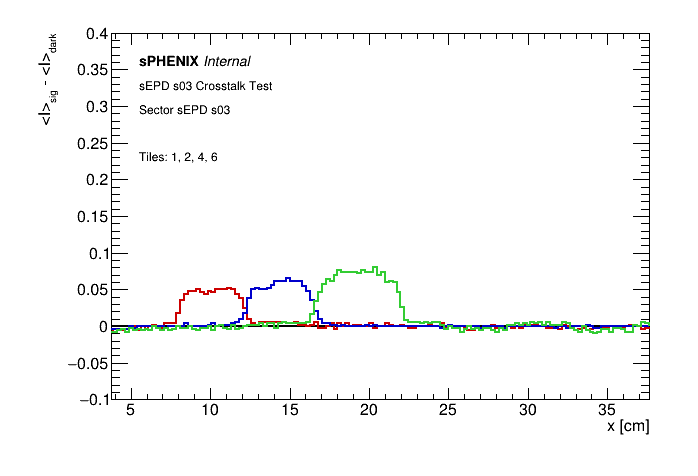 <I>sig - <I>dark
0.4
0.35
0.3
0.25
0.2
0.15
0.1
0.05
0
−0.05
−0.1
sPHENIX Internal
sEPD s03 Crosstalk Test
Sector sEPD s03
Tiles: 1, 2, 4, 6
5 10 15 20 25 30 35
x [cm]